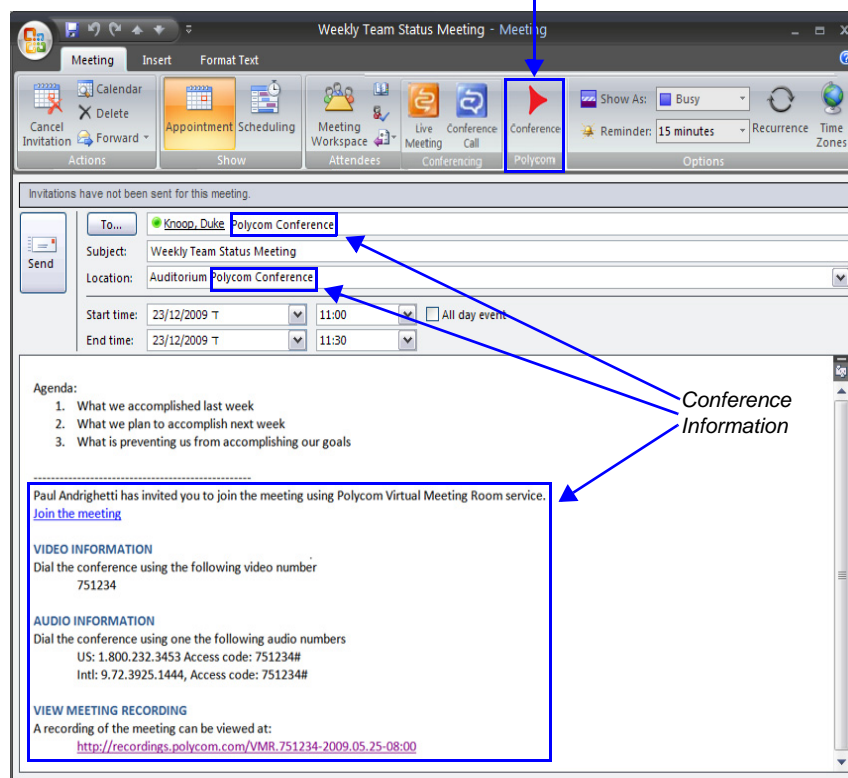 Weekly Team Status Meeting - Meeting
Meeting Insert Format Text
Calendar
Delete
Forward
Cancel
Invitation
Actions
Appointment Scheduling
Show
Meeting
Workspace
Attendees
Live
Meeting
Conference
Call
Conferencing
Conference
Polycom
Show As: Busy
Reminder: 15 minutes
Recurrence
Time
Zones
Options
Invitations have not been sent for this meeting.
Send
To... Knoop, Duke Polycom Conference
Subject: Weekly Team Status Meeting
Location: Auditorium Polycom Conference
Start time: 23/12/2009 ד 11:00 All day event
End time: 23/12/2009 ד 11:30
Agenda:
1. What we accomplished last week
2. What we plan to accomplish next week
3. What is preventing us from accomplishing our goals
Conference
Information
--------------------------------------------------
Paul Andrighetti has invited you to join the meeting using Polycom Virtual Meeting Room service.
Join the meeting
VIDEO INFORMATION
Dial the conference using the following video number
751234
AUDIO INFORMATION
Dial the conference using one the following audio numbers
US: 1.800.232.3453 Access code: 751234#
Intl: 9.72.3925.1444, Access code: 751234#
VIEW MEETING RECORDING
A recording of the meeting can be viewed at:
http://recordings.polycom.com/VMR.751234-2009.05.25-08:00